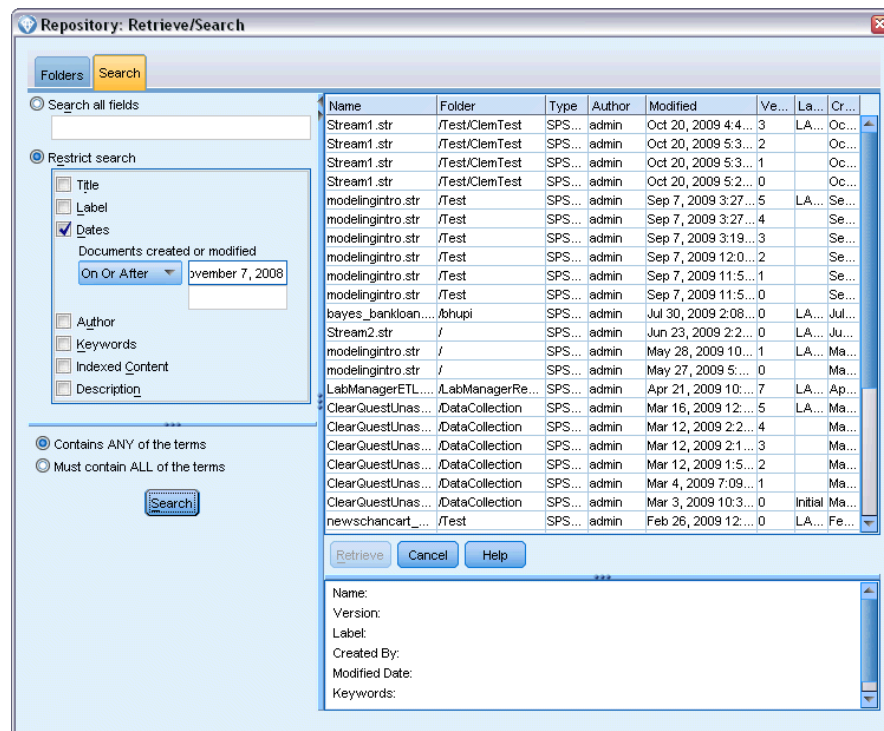 Repository: Retrieve/Search
Folders
Search
Search all fields
Restrict search
Title
Label
Dates
Documents created or modified
On Or After
ovember 7, 2008
Author
Keywords
Indexed Content
Description
Contains ANY of the terms
Must contain ALL of the terms
Search
Name Folder Type Author Modified Ve... La... Cr...
Stream1.str /Test/ClemTest SPS... admin Oct 20, 2009 4:4... 3 LA... Oc...
Stream1.str /Test/ClemTest SPS... admin Oct 20, 2009 5:3... 2 Oc...
Stream1.str /Test/ClemTest SPS... admin Oct 20, 2009 5:3... 1 Oc...
Stream1.str /Test/ClemTest SPS... admin Oct 20, 2009 5:2... 0 Oc...
modelingintro.str /Test SPS... admin Sep 7, 2009 3:27... 5 LA... Se...
modelingintro.str /Test SPS... admin Sep 7, 2009 3:27... 4 Se...
modelingintro.str /Test SPS... admin Sep 7, 2009 3:19... 3 Se...
modelingintro.str /Test SPS... admin Sep 7, 2009 12:0... 2 Se...
modelingintro.str /Test SPS... admin Sep 7, 2009 11:5... 1 Se...
modelingintro.str /Test SPS... admin Sep 7, 2009 11:5... 0 Se...
bayes_bankloan.... /bhupi SPS... admin Jul 30, 2009 2:08... 0 LA... Jul...
Stream2.str / SPS... admin Jun 23, 2009 2:2... 0 LA... Ju...
modelingintro.str / SPS... admin May 28, 2009 10... 1 LA... Ma...
modelingintro.str / SPS... admin May 27, 2009 5:... 0 Ma...
LabManagerETL.... /LabManagerRe... SPS... admin Apr 21, 2009 10:... 7 LA... Ap...
ClearQuestUnas... /DataCollection SPS... admin Mar 16, 2009 12:... 5 LA... Ma...
ClearQuestUnas... /DataCollection SPS... admin Mar 12, 2009 2:2... 4 Ma...
ClearQuestUnas... /DataCollection SPS... admin Mar 12, 2009 2:1... 3 Ma...
ClearQuestUnas... /DataCollection SPS... admin Mar 12, 2009 1:5... 2 Ma...
ClearQuestUnas... /DataCollection SPS... admin Mar 4, 2009 7:09... 1 Ma...
ClearQuestUnas... /DataCollection SPS... admin Mar 3, 2009 10:3... 0 Initial Ma...
newschancart_... /Test SPS... admin Feb 26, 2009 12:... 0 LA... Fe...
Retrieve
Cancel
Help
Name:
Version:
Label:
Created By:
Modified Date:
Keywords: